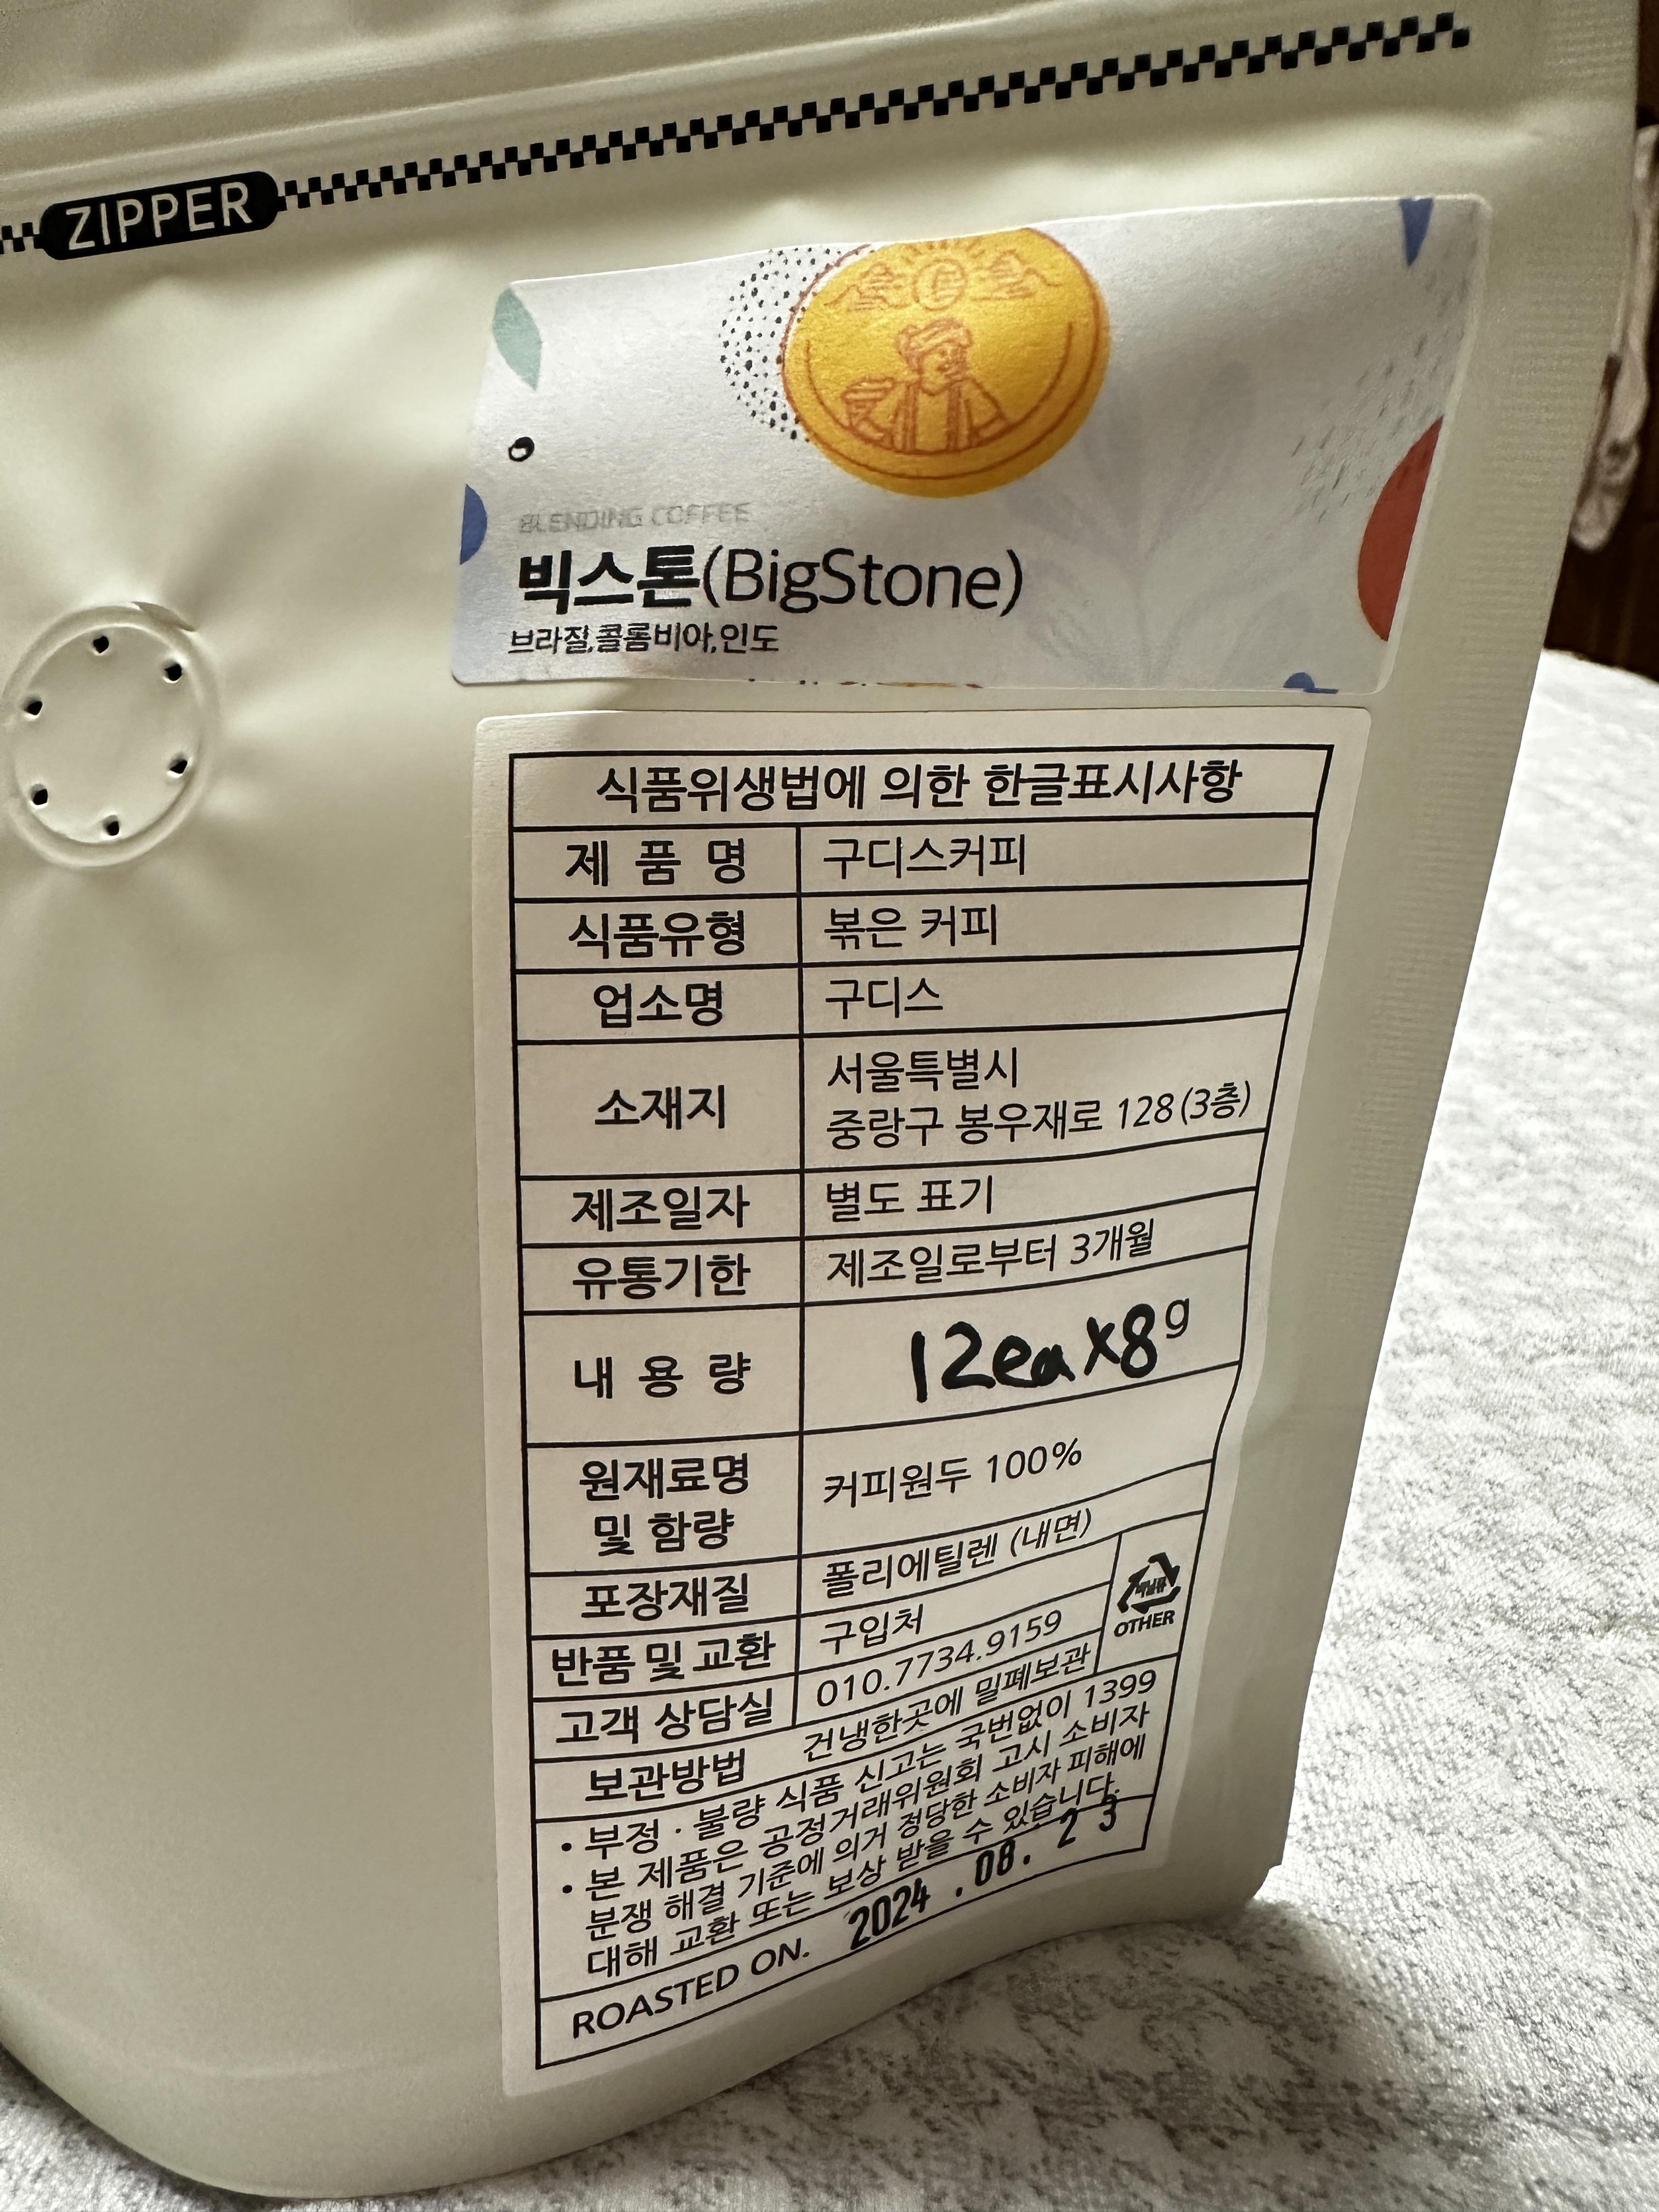 ZIPPER
BLENDING COFFEE
빅스톤(BigStone)
브라질,콜롬비아,인도
식품위생법에 의한 한글표시사항
제 품 명 구디스커피
식품유형 볶은 커피
업소명 구디스
소재지 서울특별시
중랑구 봉우재로 128(3층)
제조일자 별도 표기
유통기한 제조일로부터 3개월
내 용 량 12ea x8g
원재료명
및 함량 커피원두 100%
포장재질 폴리에틸렌 (내면)
반품 및 교환 구입처
고객 상담실 010.7734.9159
OTHER
보관방법 건냉한곳에 밀폐보관
• 부정 · 불량 식품 신고는 국번없이 1399
• 본 제품은 공정거래위원회 고시 소비자
분쟁 해결 기준에 의거 정당한 소비자 피해에
대해 교환 또는 보상 받을 수 있습니다.
ROASTED ON. 2024 . 08. 23